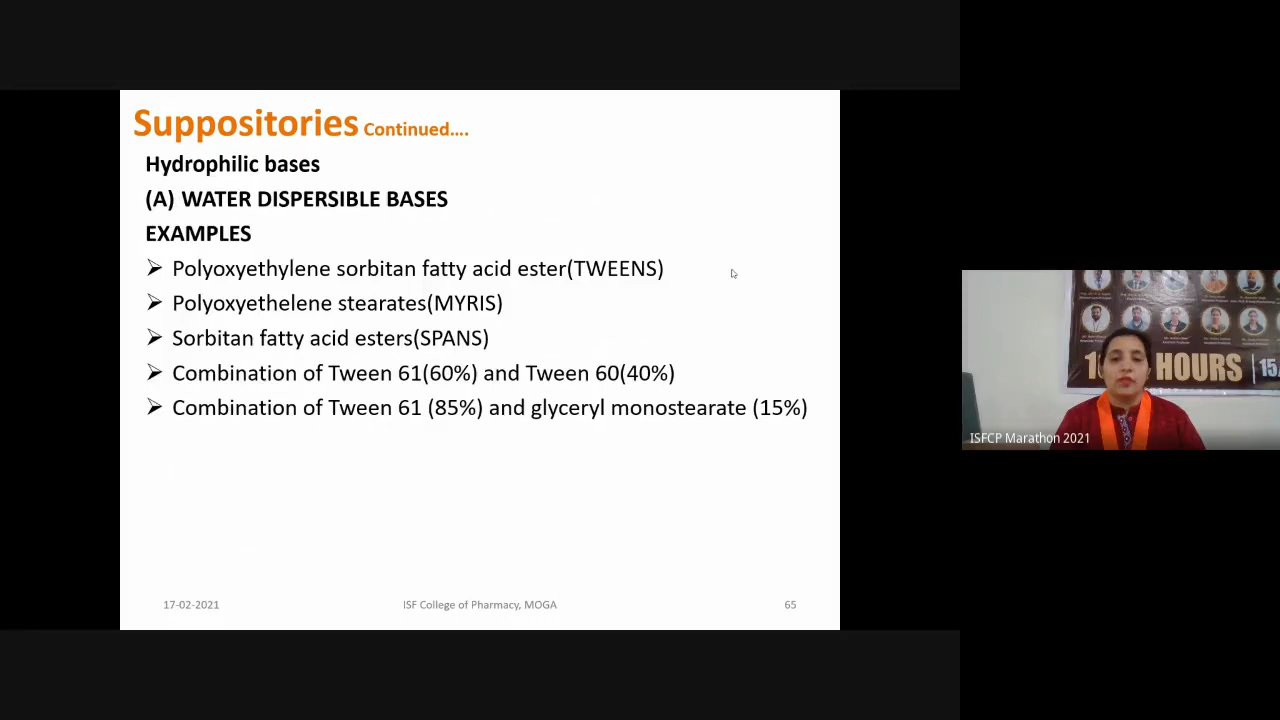 Suppositories Continued....
Hydrophilic bases
(A) WATER DISPERSIBLE BASES
EXAMPLES
➢ Polyoxyethylene sorbitan fatty acid ester(TWEENS)
➢ Polyoxyethelene stearates(MYRIS)
➢ Sorbitan fatty acid esters(SPANS)
➢ Combination of Tween 61(60%) and Tween 60(40%)
➢ Combination of Tween 61 (85%) and glyceryl monostearate (15%)
17-02-2021 ISF College of Pharmacy, MOGA 65
HOURS
ISFCP Marathon 2021